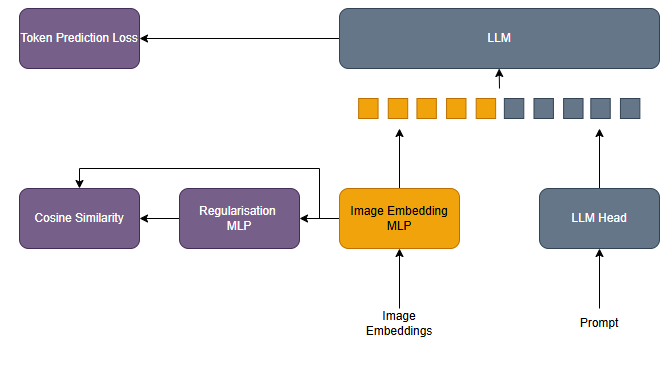 Token Prediction Loss
LLM
Cosine Similarity
Regularisation
MLP
Image Embedding
MLP
LLM Head
Image
Embeddings
Prompt